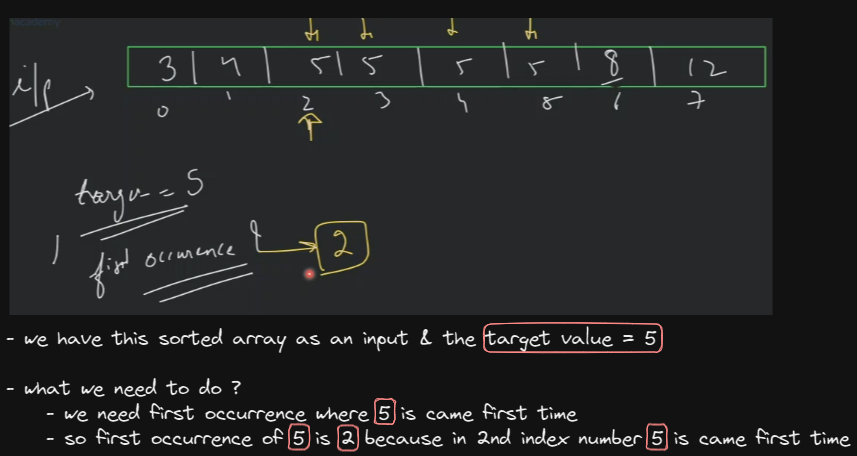 i/p
3 4 5 5 5 5 8 12
0 1 2 3 4 5 6 7
target = 5
first occurrence 2
- we have this sorted array as an input & the target value = 5
- what we need to do ?
- we need first occurrence where 5 is came first time
- so first occurrence of 5 is 2 because in 2nd index number 5 is came first time